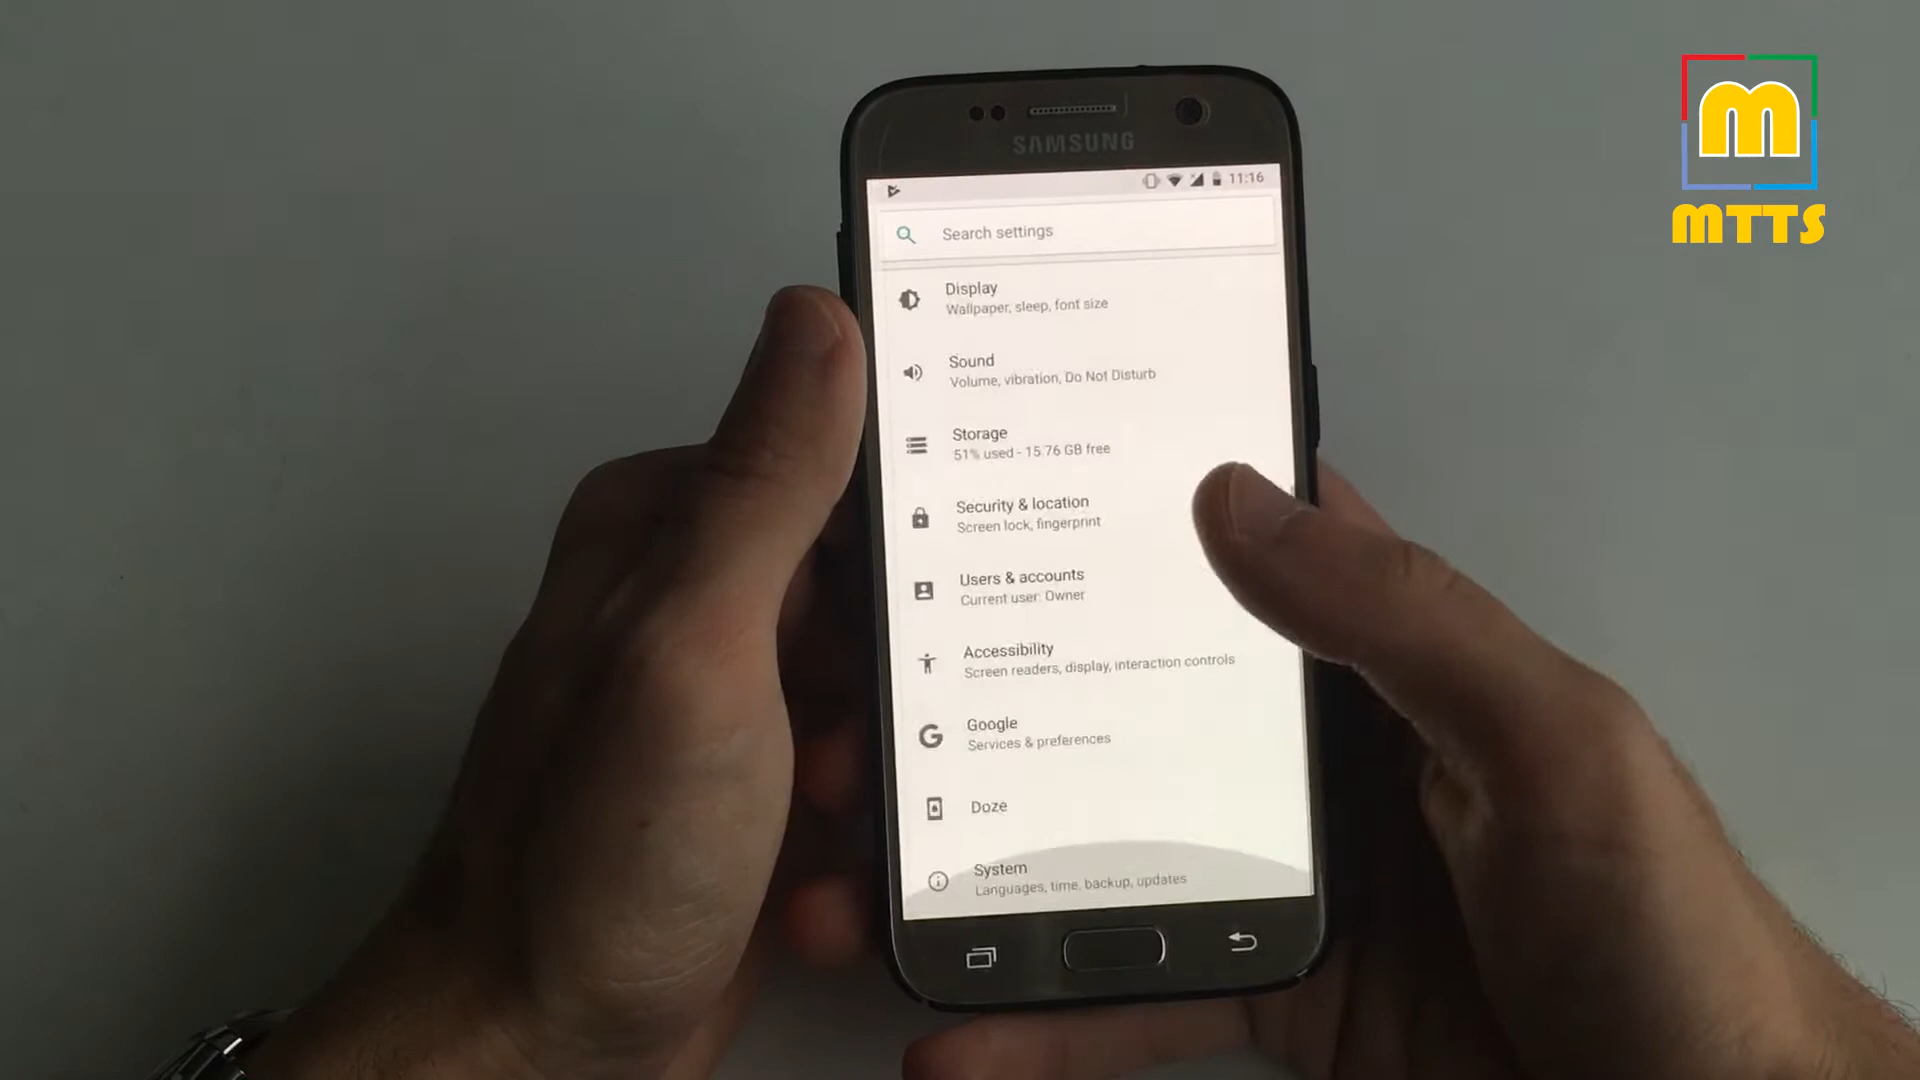 M
MTTS
SAMSUNG
11:16
Search settings
Display
Wallpaper, sleep, font size
Sound
Volume, vibration, Do Not Disturb
Storage
51% used - 15.76 GB free
Security & location
Screen lock, fingerprint
Users & accounts
Current user: Owner
Accessibility
Screen readers, display, interaction controls
G
Google
Services & preferences
Doze
System
Languages, time, backup, updates